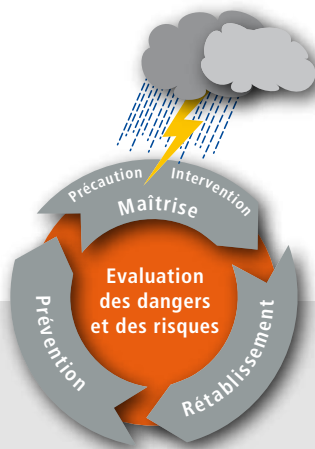 Précaution Intervention
Maîtrise
Evaluation
des dangers
et des risques
Prévention
Rétablissement